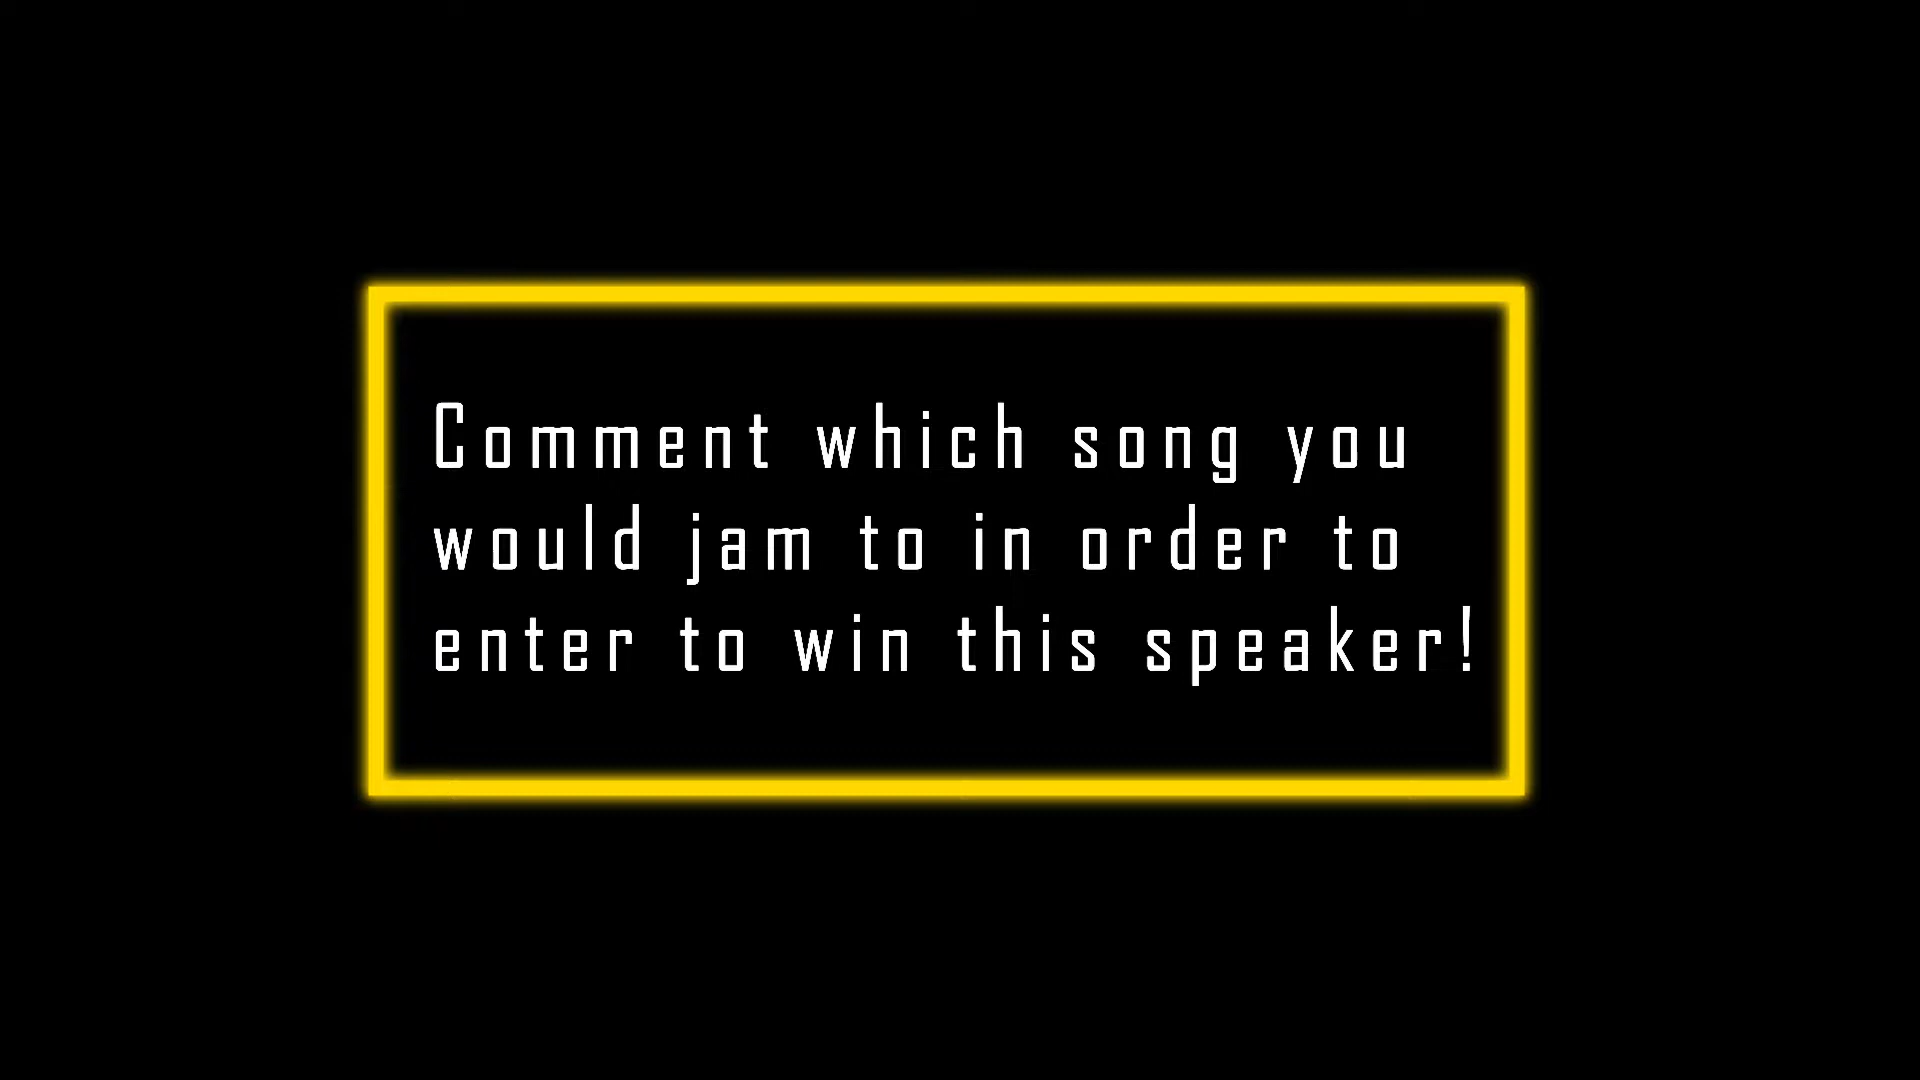 Comment which song you
would jam to in order to
enter to win this speaker!